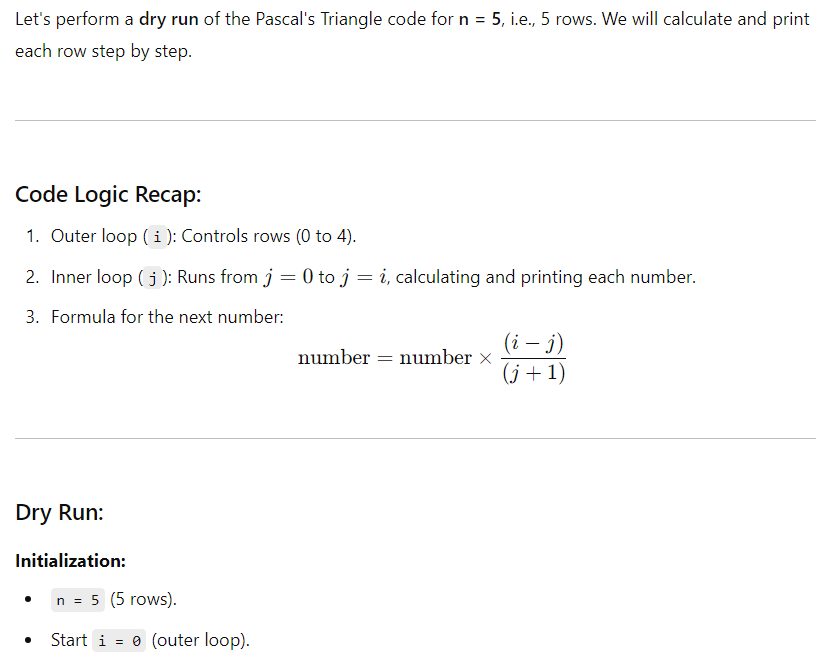 Let's perform a dry run of the Pascal's Triangle code for n = 5, i.e., 5 rows. We will calculate and print
each row step by step.
Code Logic Recap:
1. Outer loop ( i ): Controls rows (0 to 4).
2. Inner loop ( j ): Runs from j = 0 to j = i, calculating and printing each number.
3. Formula for the next number:
number = number × (i − j) / (j + 1)
Dry Run:
Initialization:
• n = 5 (5 rows).
• Start i = 0 (outer loop).